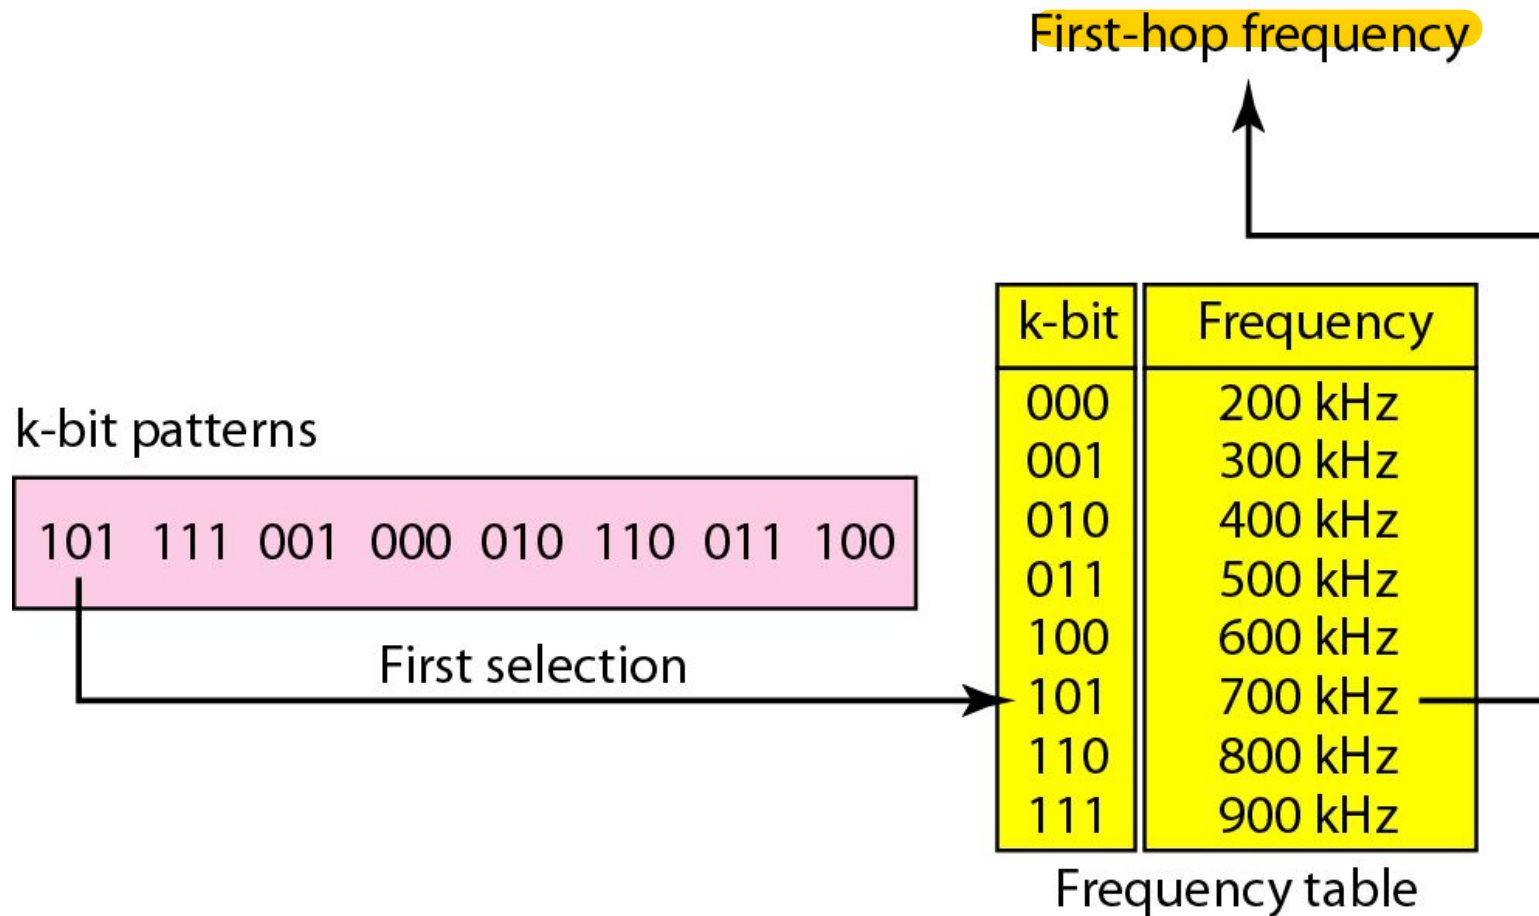 First-hop frequency
k-bit Frequency
000 200 kHz
001 300 kHz
010 400 kHz
011 500 kHz
100 600 kHz
101 700 kHz
110 800 kHz
111 900 kHz
Frequency table
k-bit patterns
101 111 001 000 010 110 011 100
First selection